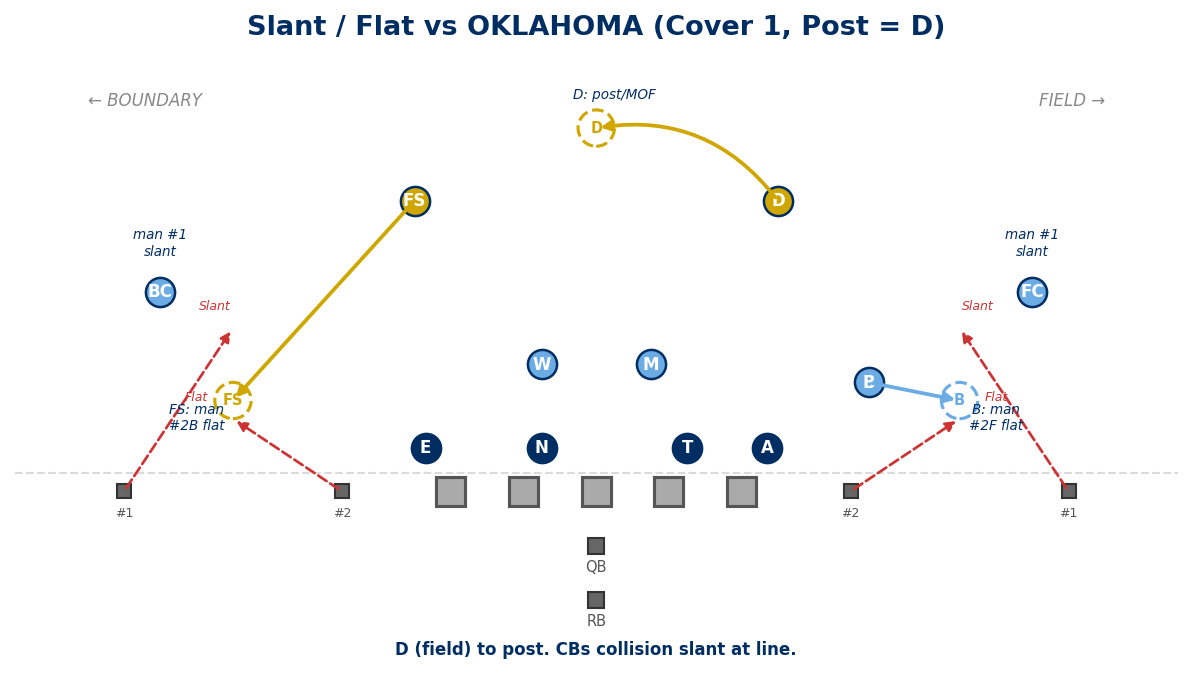 Slant / Flat vs OKLAHOMA (Cover 1, Post = D)
← BOUNDARY
D: post/MOF
FIELD →
D
FS
D
man #1
slant
man #1
slant
BC
FC
Slant
Slant
W
M
B
Flat
FS
FS: man
#2B flat
B
Flat
B: man
#2F flat
E
N
T
A
#1
#2
#2
#1
QB
RB
D (field) to post. CBs collision slant at line.